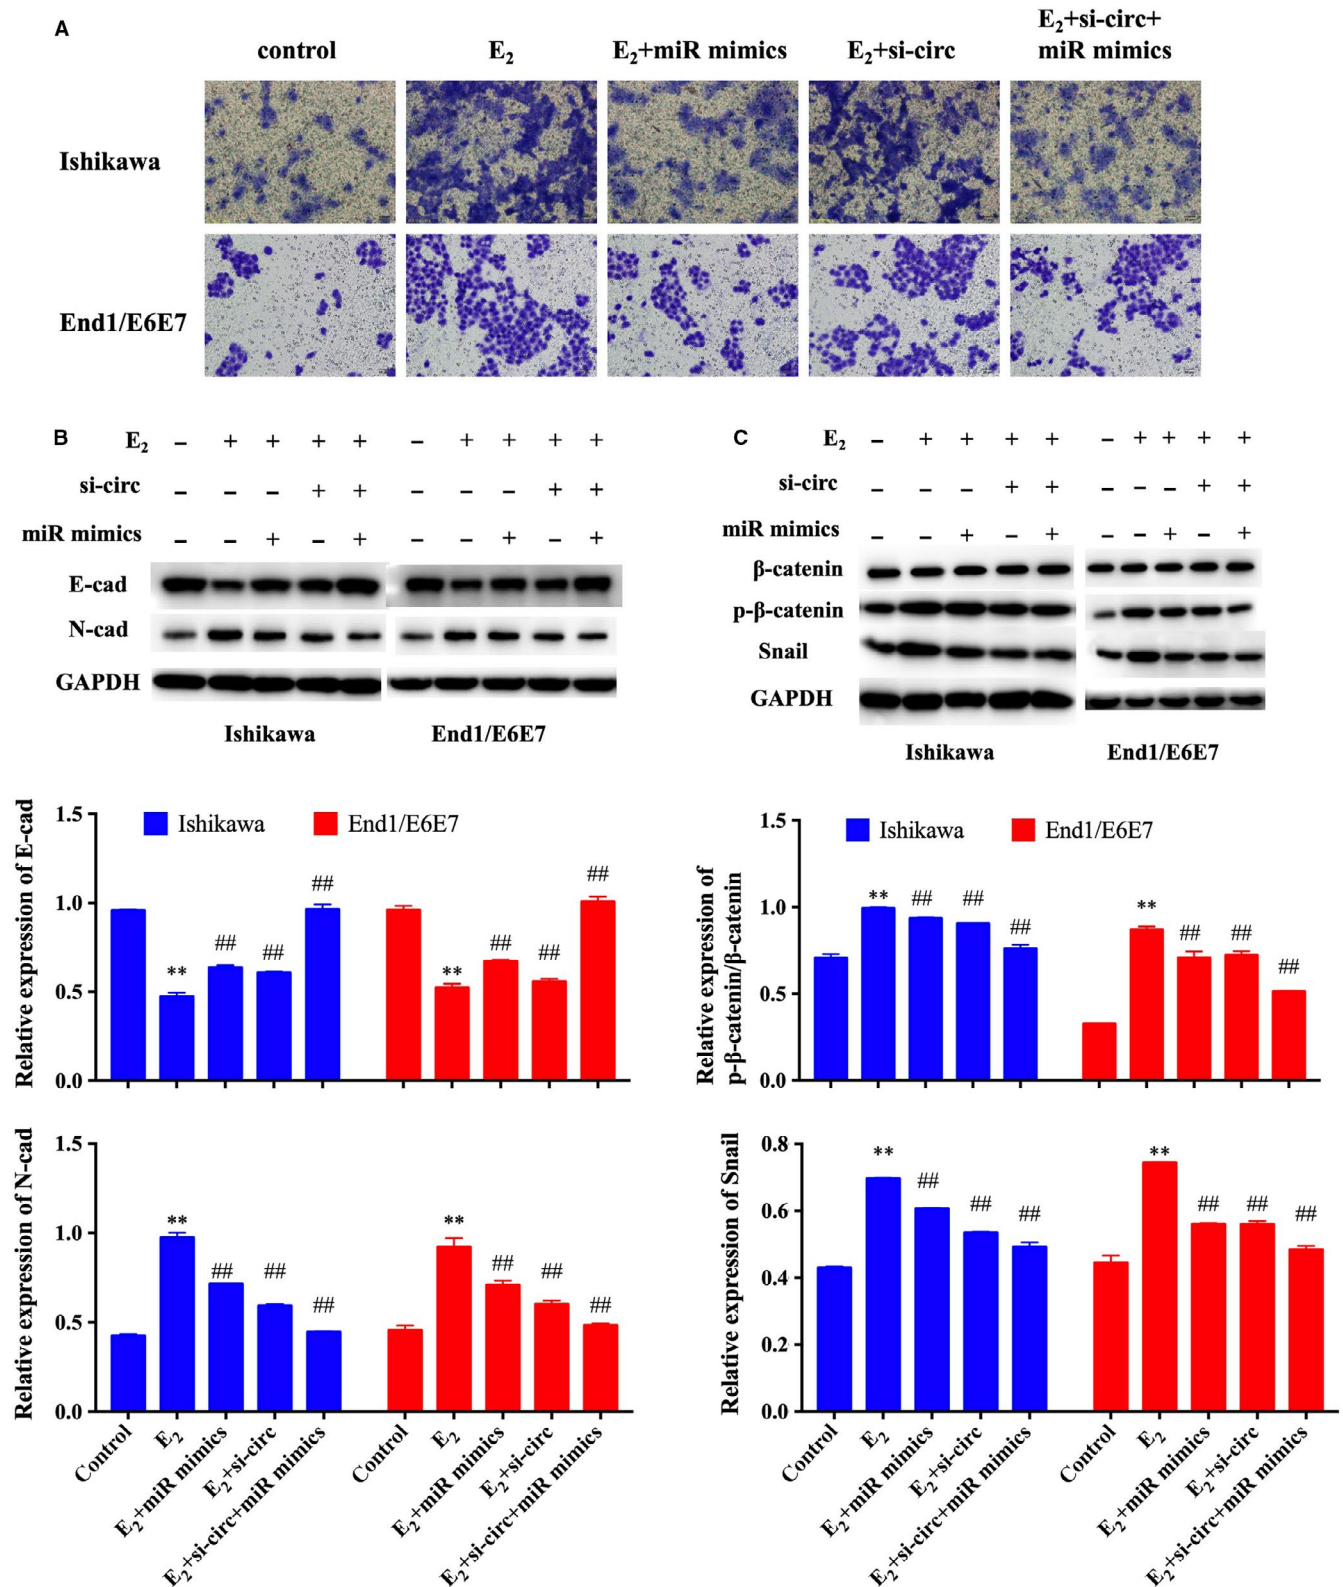 A
control E₂ E₂+miR mimics E₂+si-circ E₂+si-circ+
miR mimics
Ishikawa
End1/E6E7
B
E₂ – + + + + – + + + +
si-circ – – – + + – – – + +
miR mimics – – + – + – – + – +
E-cad
N-cad
GAPDH
Ishikawa End1/E6E7
C
E₂ – + + + + – + + + +
si-circ – – – + + – – – + +
miR mimics – – + – + – – + – +
β-catenin
p-β-catenin
Snail
GAPDH
Ishikawa End1/E6E7
Relative expression of E-cad
1.5
1.0
0.5
0.0
Ishikawa End1/E6E7
** ## ## ## ** ## ## ##
Relative expression of
p-β-catenin/β-catenin
1.5
1.0
0.5
0.0
Ishikawa End1/E6E7
** ## ## ## ** ## ## ##
Relative expression of N-cad
1.5
1.0
0.5
0.0
** ## ## ## ** ## ## ##
Control E₂ E₂+miR mimics E₂+si-circ E₂+si-circ+miR mimics Control E₂ E₂+miR mimics E₂+si-circ E₂+si-circ+miR mimics
Relative expression of Snail
0.8
0.6
0.4
0.2
0.0
** ## ## ## ** ## ## ##
Control E₂ E₂+miR mimics E₂+si-circ E₂+si-circ+miR mimics Control E₂ E₂+miR mimics E₂+si-circ E₂+si-circ+miR mimics